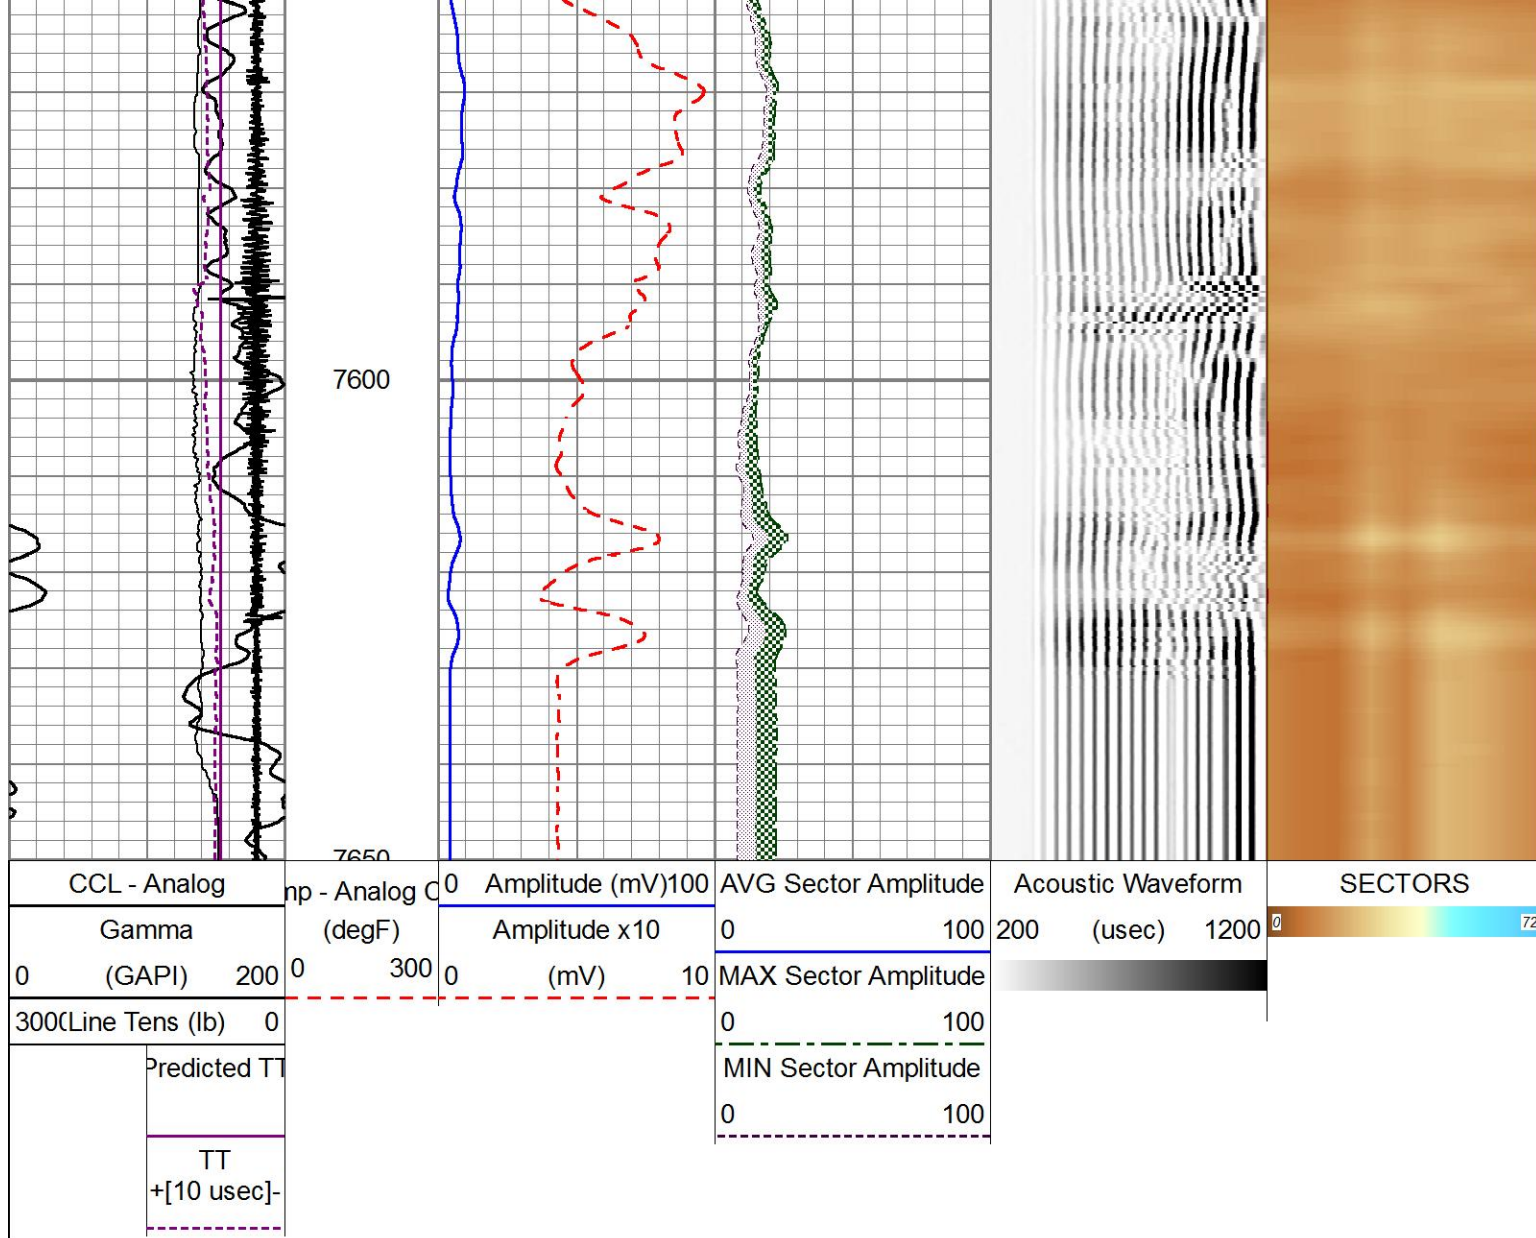 7600
7650
CCL - Analog
Gamma
0 (GAPI) 200
Line Tens (lb) 0
Predicted TT
TT
+[10 usec]-
- Analog
(degF)
0 300
0 Amplitude (mV)100
Amplitude x10
0 (mV) 10
AVG Sector Amplitude
0 100
MAX Sector Amplitude
0 100
MIN Sector Amplitude
0 100
Acoustic Waveform
200 (usec) 1200
SECTORS
0 72